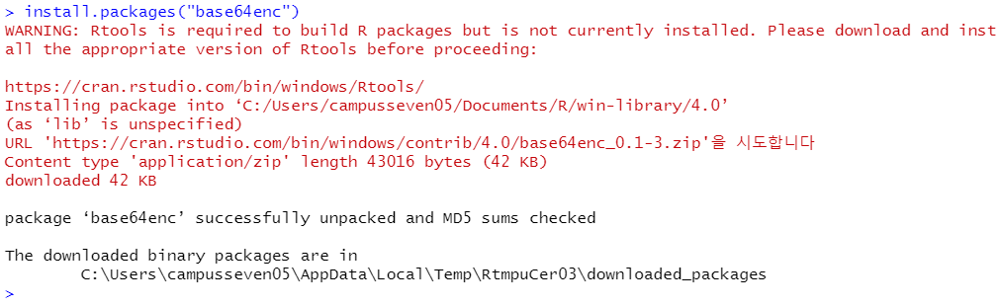 > install.packages("base64enc")
WARNING: Rtools is required to build R packages but is not currently installed. Please download and inst
all the appropriate version of Rtools before proceeding:
https://cran.rstudio.com/bin/windows/Rtools/
Installing package into ‘C:/Users/campusseven05/Documents/R/win-library/4.0’
(as ‘lib’ is unspecified)
URL 'https://cran.rstudio.com/bin/windows/contrib/4.0/base64enc_0.1-3.zip'을 시도합니다
Content type 'application/zip' length 43016 bytes (42 KB)
downloaded 42 KB
package ‘base64enc’ successfully unpacked and MD5 sums checked
The downloaded binary packages are in
C:\Users\campusseven05\AppData\Local\Temp\RtmpuCer03\downloaded_packages
>